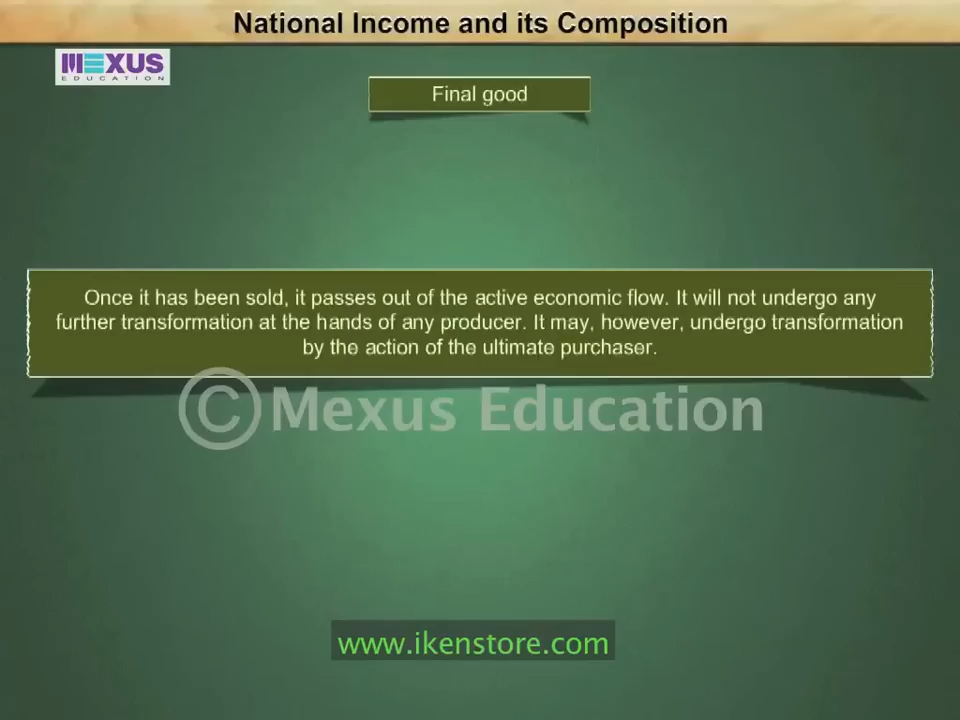 National Income and its Composition
MEXUS
EDUCATION
Final good
Once it has been sold, it passes out of the active economic flow. It will not undergo any
further transformation at the hands of any producer. It may, however, undergo transformation
by the action of the ultimate purchaser.
© Mexus Education
www.ikenstore.com